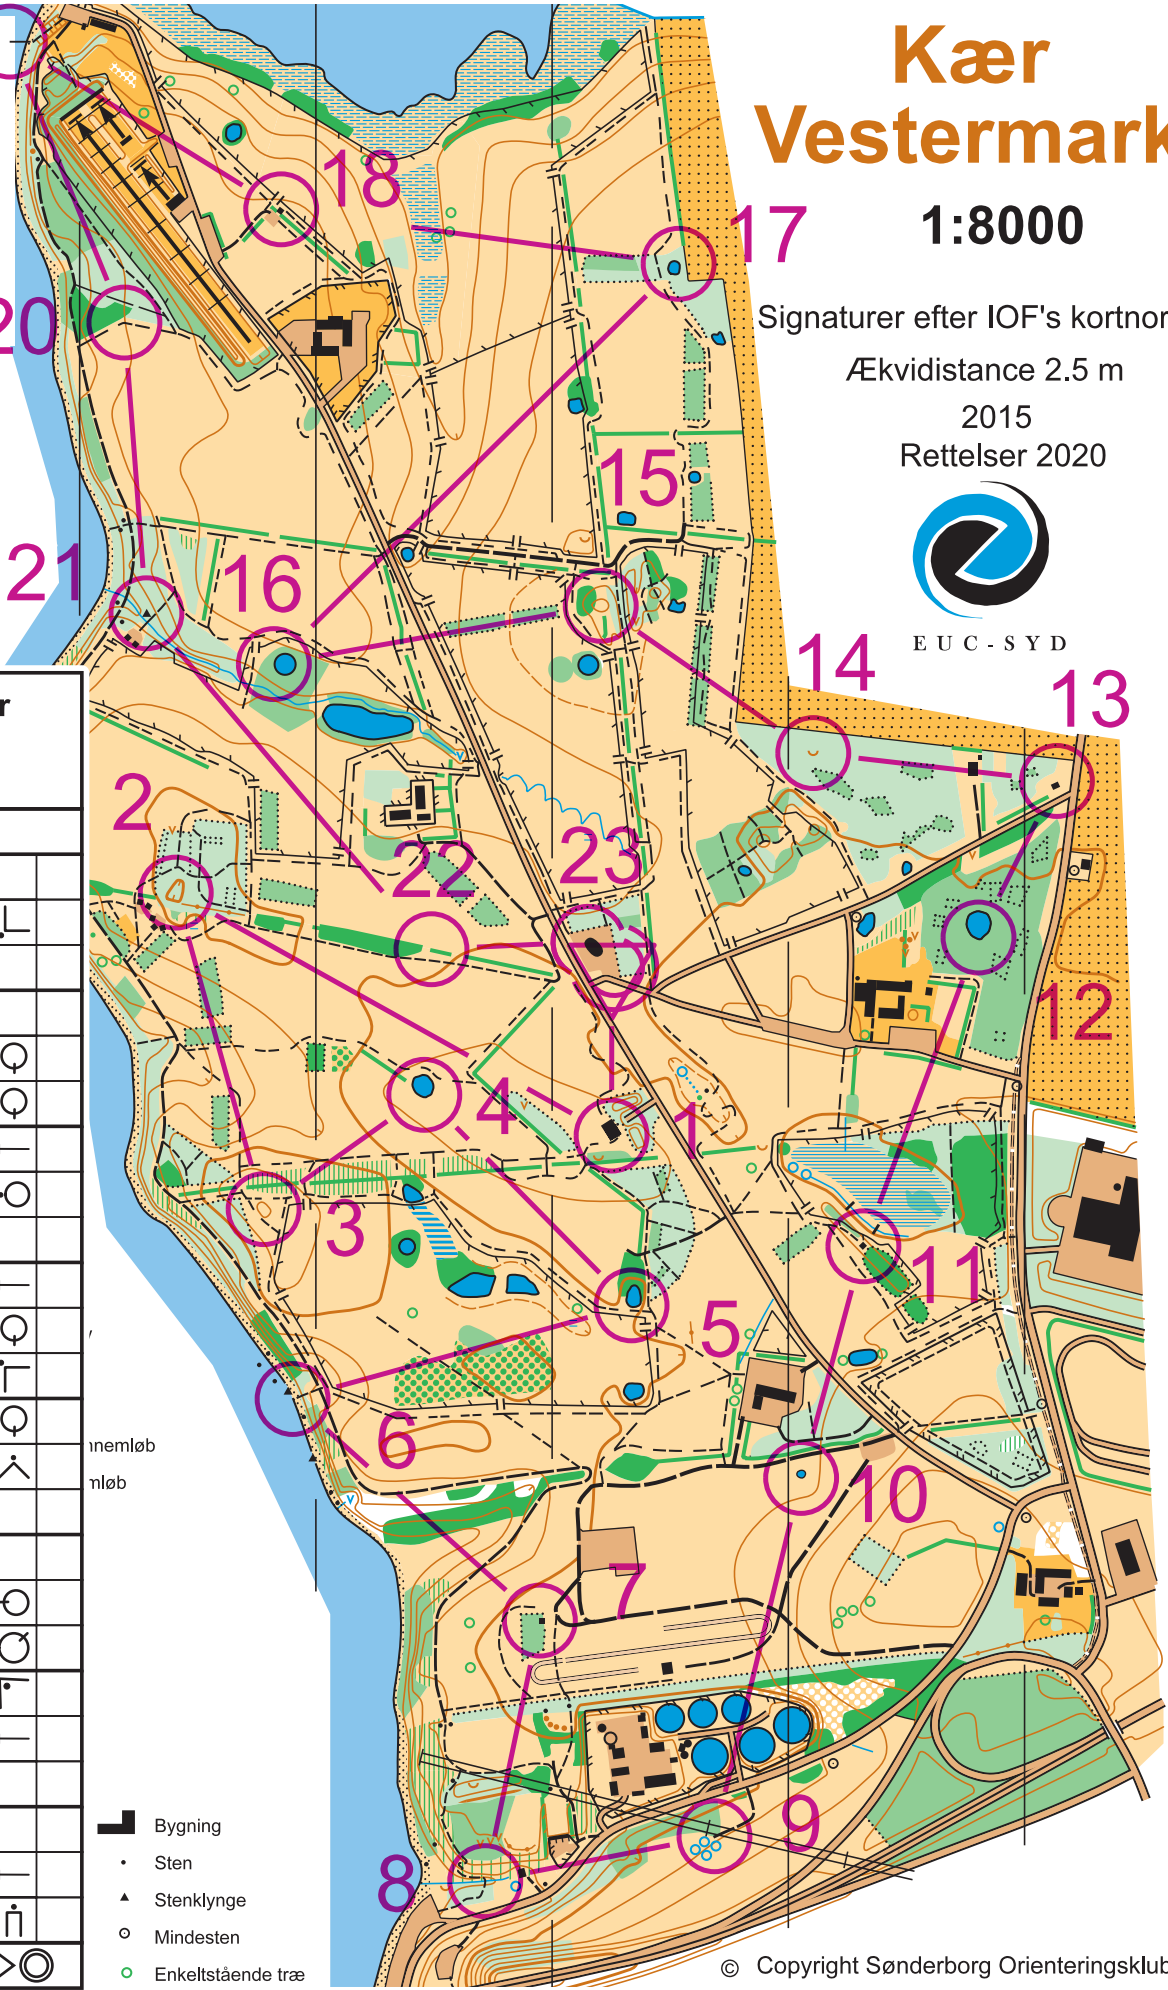 Kær
Vestermark
1:8000
Signaturer efter IOF's kortnor
Ækvidistance 2.5 m
2015
Rettelser 2020
EUC-SYD
18
17
20
15
21
16
14
13
2
22
23
12
4
1
3
11
5
6
10
7
9
8
r
nnemløb
mløb
Bygning
Sten
Stenklynge
Mindesten
Enkeltstående træ
© Copyright Sønderborg Orienteringsklub